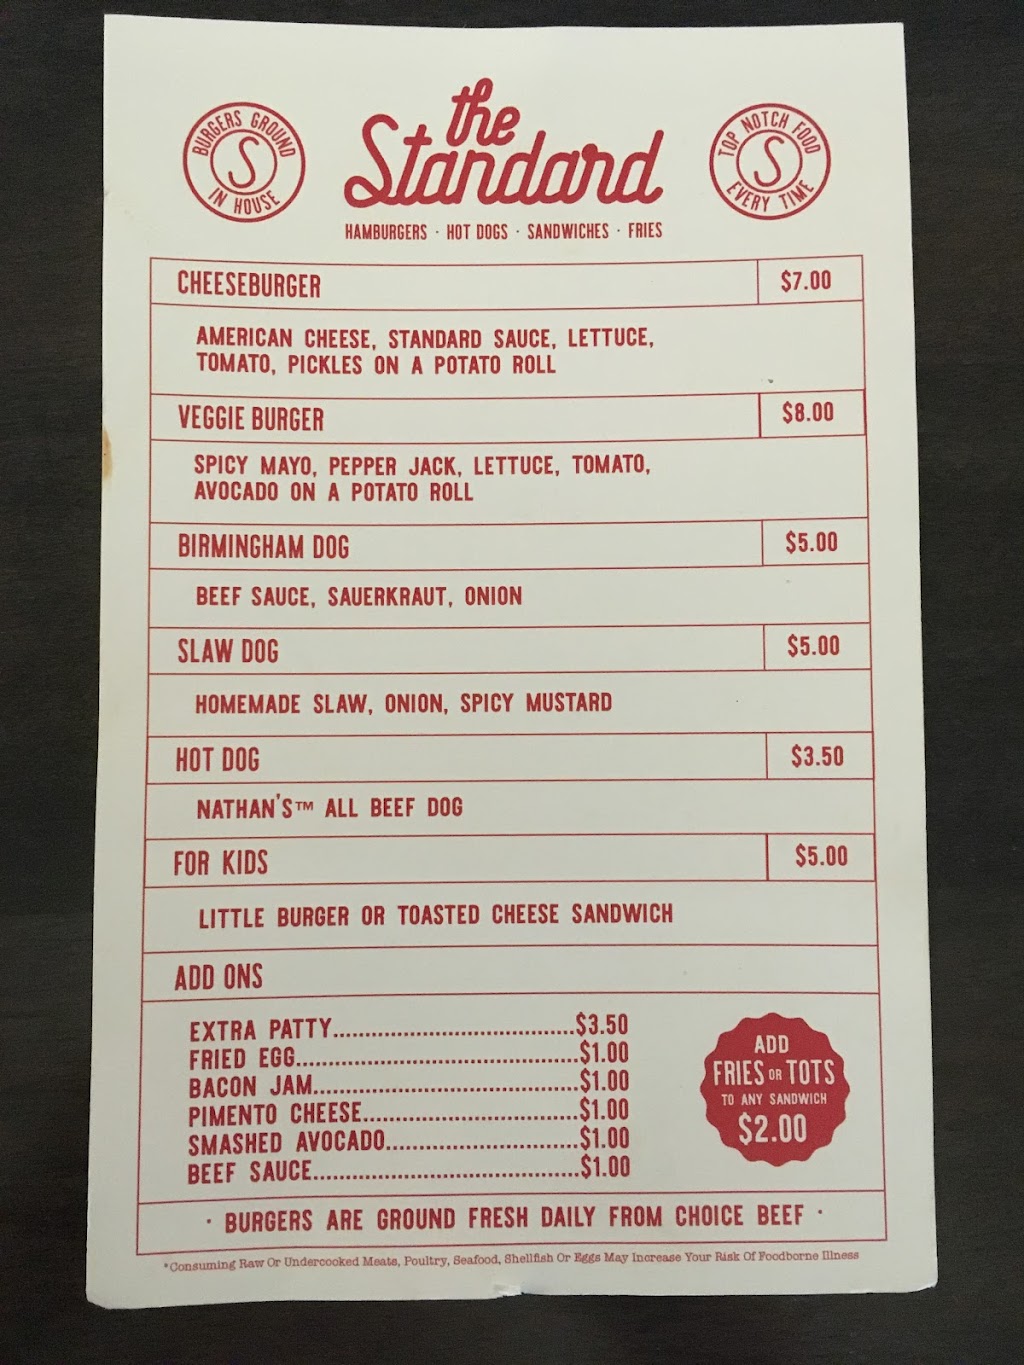 BURGERS GROUND
S
IN HOUSE
the
Standard
HAMBURGERS · HOT DOGS · SANDWICHES · FRIES
TOP NOTCH FOOD
S
EVERY TIME
CHEESEBURGER $7.00
AMERICAN CHEESE, STANDARD SAUCE, LETTUCE,
TOMATO, PICKLES ON A POTATO ROLL
VEGGIE BURGER $8.00
SPICY MAYO, PEPPER JACK, LETTUCE, TOMATO,
AVOCADO ON A POTATO ROLL
BIRMINGHAM DOG $5.00
BEEF SAUCE, SAUERKRAUT, ONION
SLAW DOG $5.00
HOMEMADE SLAW, ONION, SPICY MUSTARD
HOT DOG $3.50
NATHAN'S™ ALL BEEF DOG
FOR KIDS $5.00
LITTLE BURGER OR TOASTED CHEESE SANDWICH
ADD ONS
EXTRA PATTY......................................$3.50
FRIED EGG...........................................$1.00
BACON JAM..........................................$1.00
PIMENTO CHEESE..................................$1.00
SMASHED AVOCADO..............................$1.00
BEEF SAUCE..........................................$1.00
ADD
FRIES OR TOTS
TO ANY SANDWICH
$2.00
· BURGERS ARE GROUND FRESH DAILY FROM CHOICE BEEF ·
*Consuming Raw Or Undercooked Meats, Poultry, Seafood, Shellfish Or Eggs May Increase Your Risk Of Foodborne Illness